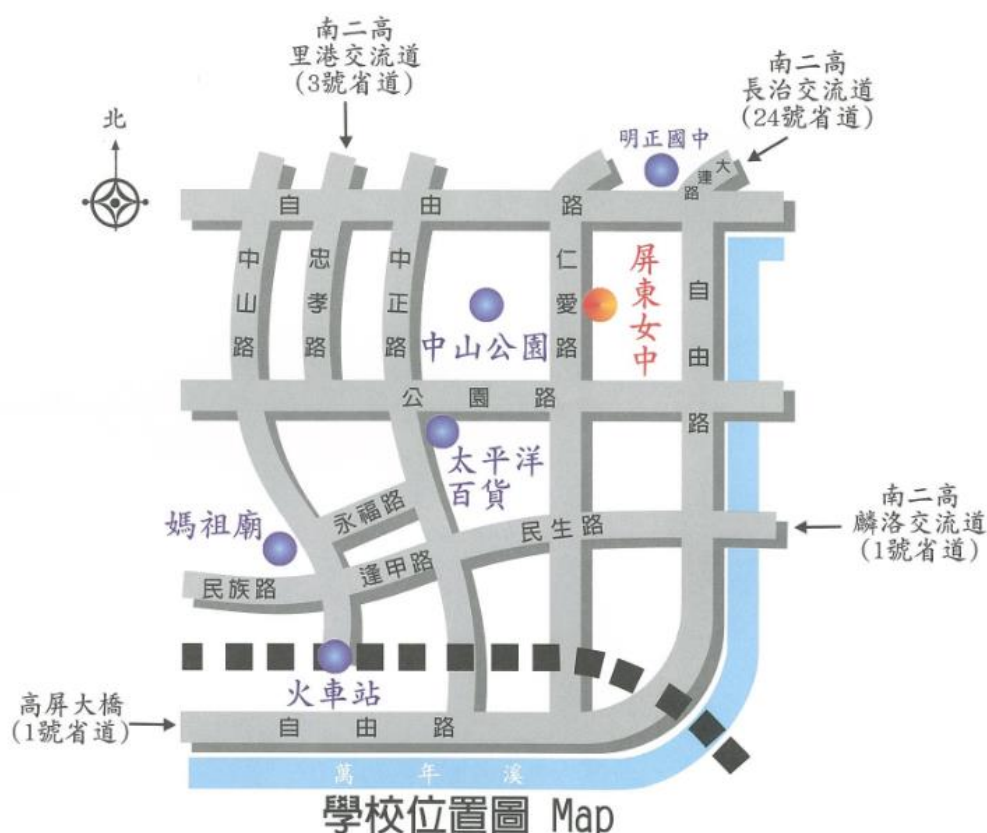 南二高
里港交流道
(3號省道)
南二高
長治交流道
(24號省道)
北
明正國中
大連路
自由路
中山路
忠孝路
中正路
仁愛路
屏東女中
自由路
中山公園
公園路
太平洋
百貨
永福路
媽祖廟
民生路
南二高
麟洛交流道
(1號省道)
逢甲路
民族路
火車站
高屏大橋
(1號省道)
自由路
萬年溪
學校位置圖 Map